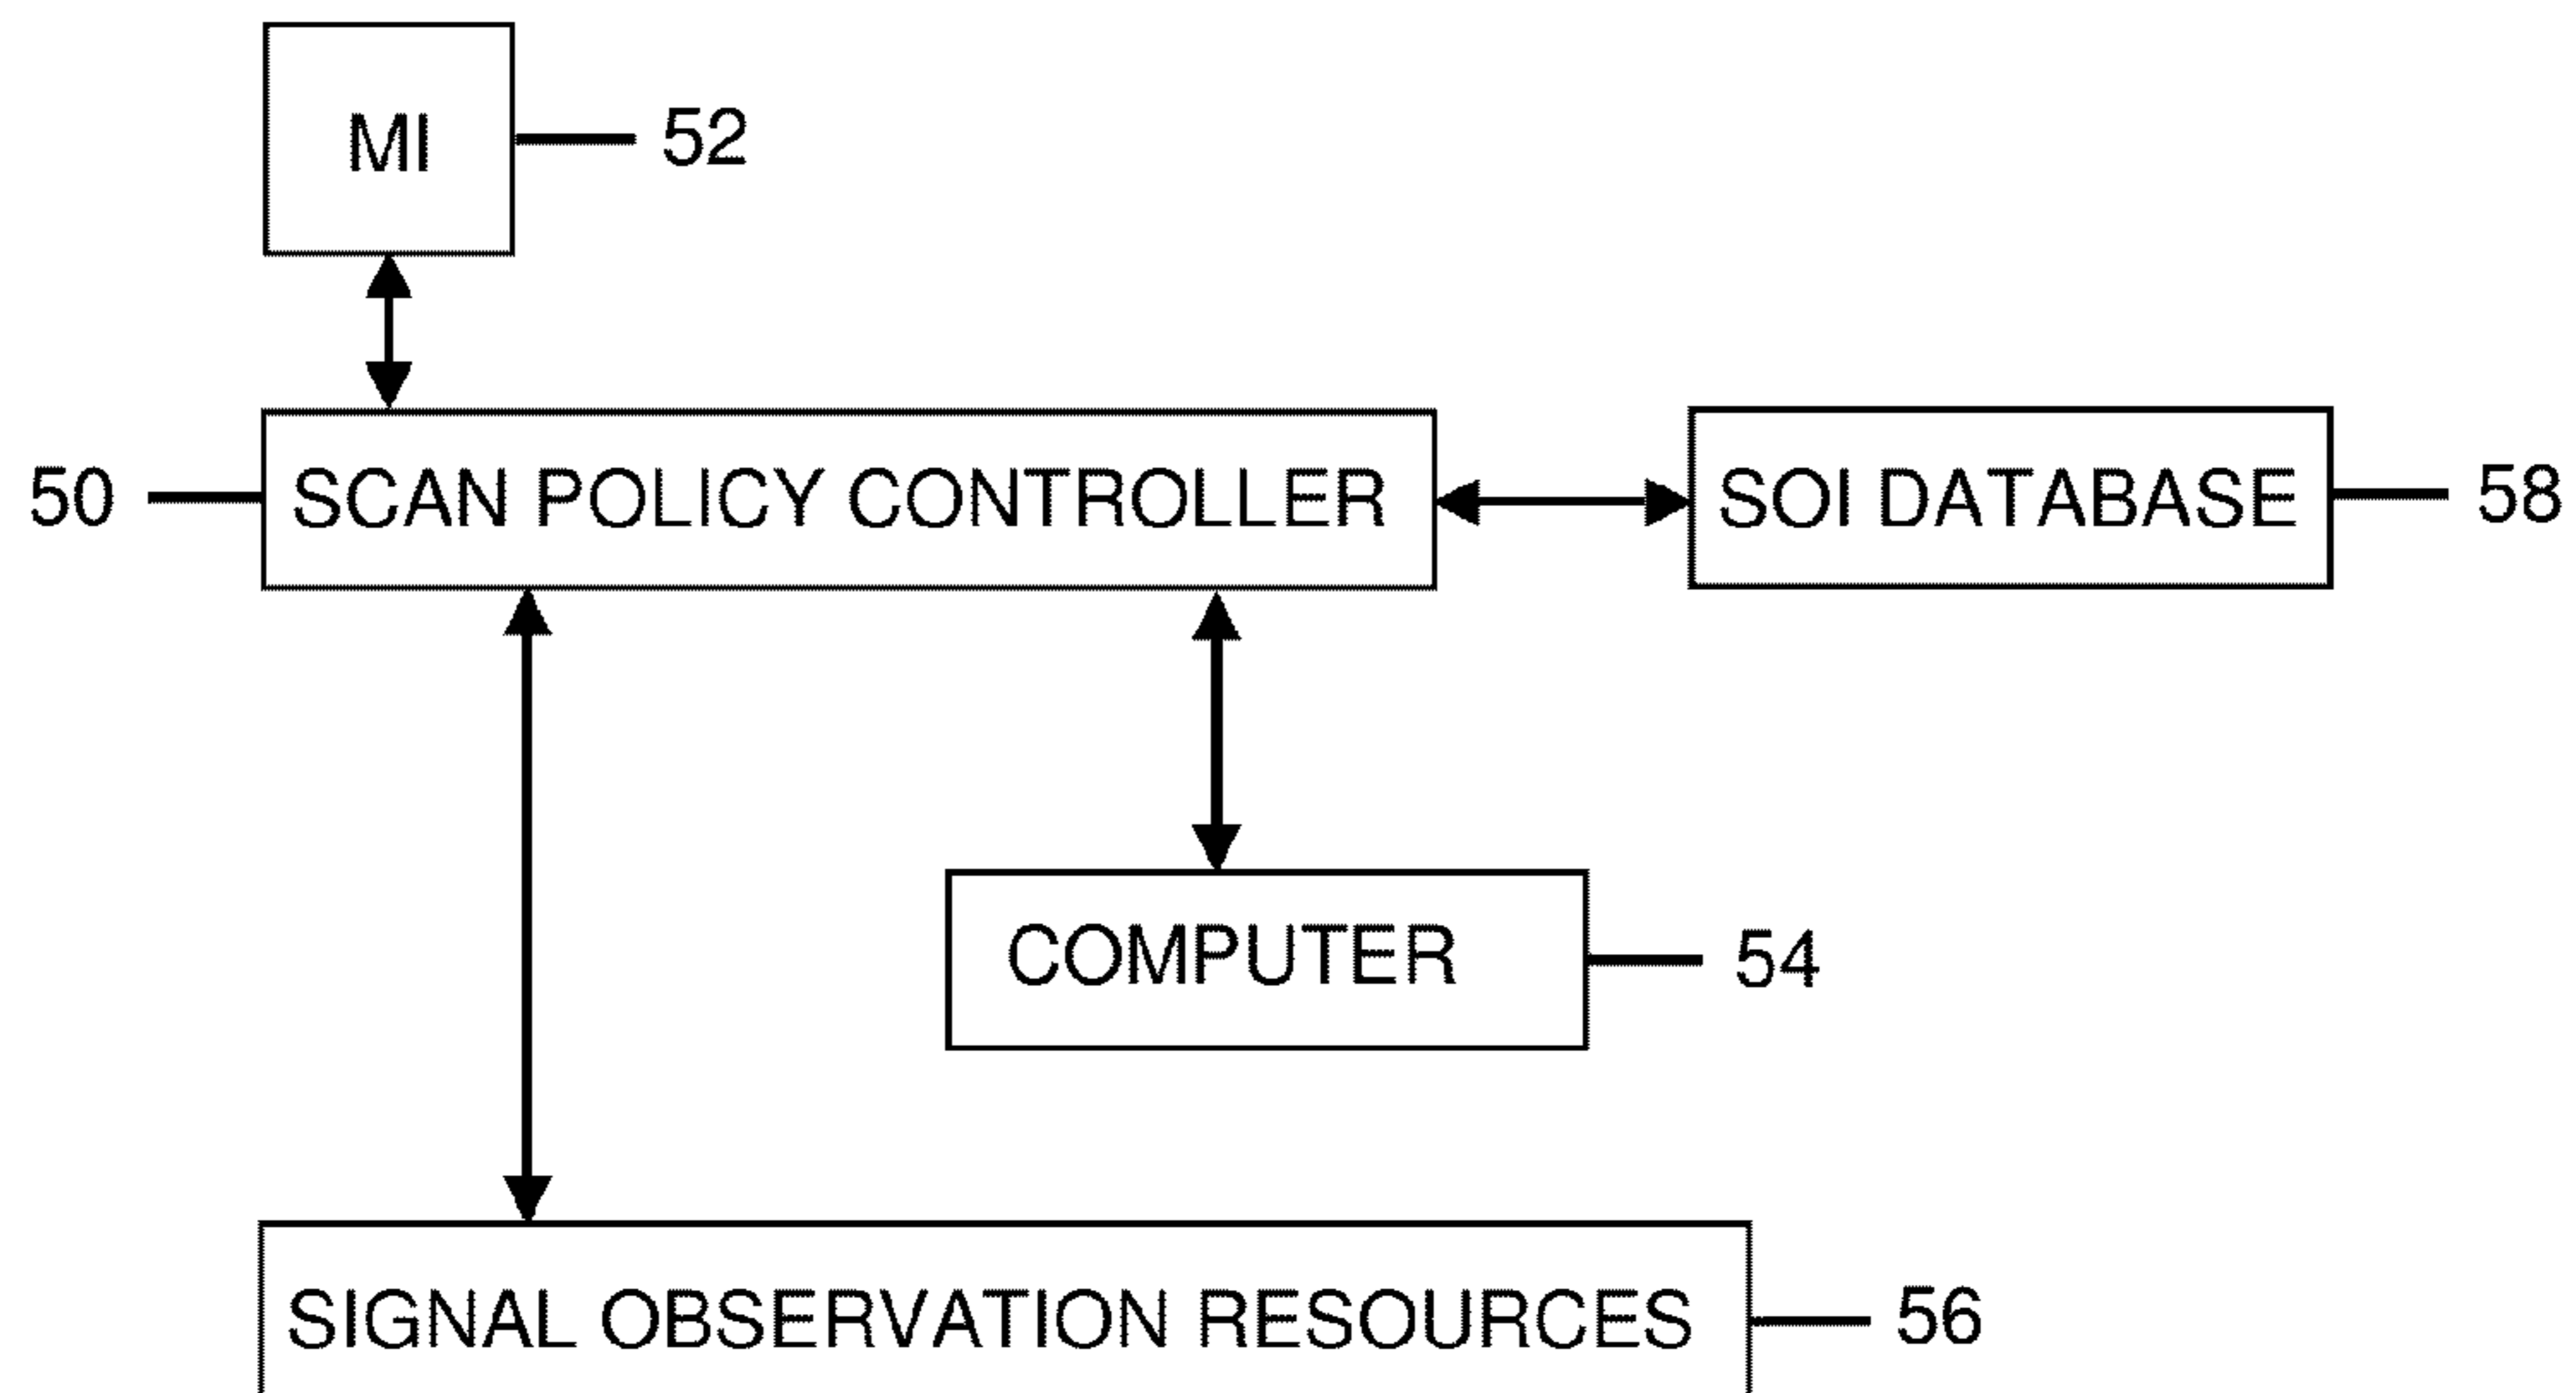 MI 52
50 SCAN POLICY CONTROLLER SOI DATABASE 58
COMPUTER 54
SIGNAL OBSERVATION RESOURCES 56